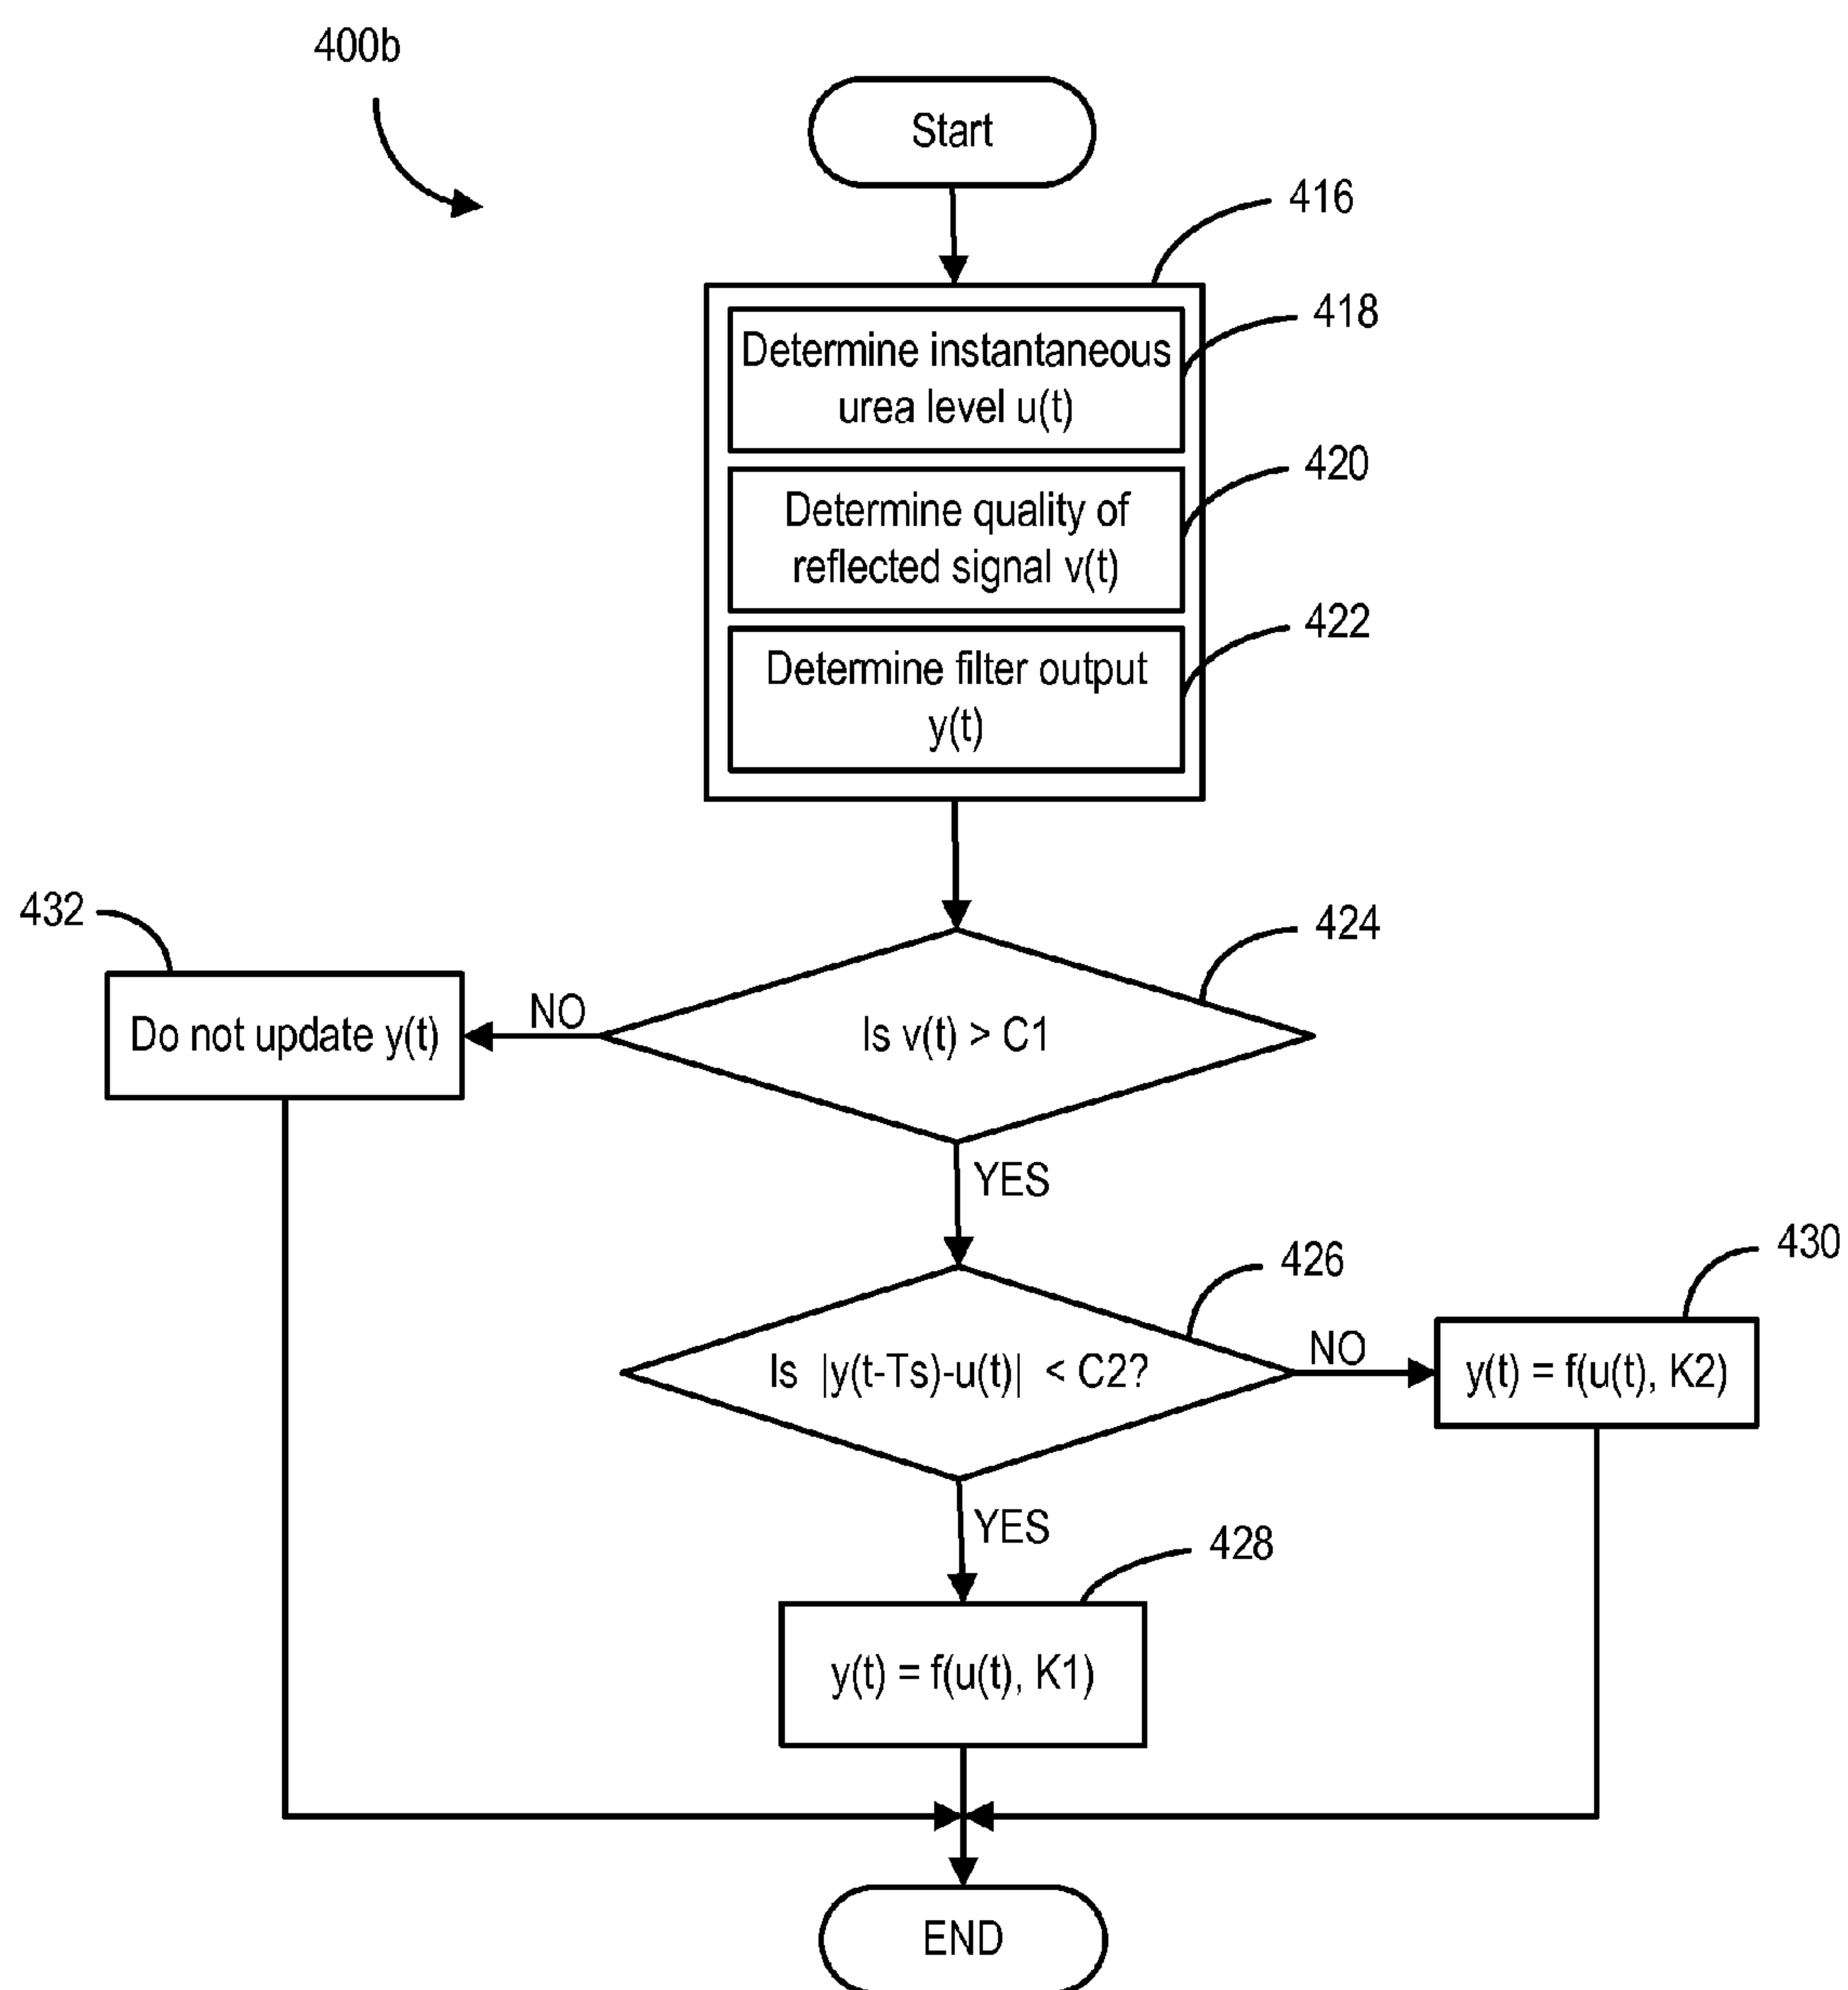 400b
Start
416
418
Determine instantaneous
urea level u(t)
420
Determine quality of
reflected signal v(t)
422
Determine filter output
y(t)
432
424
Do not update y(t)
NO
Is v(t) > C1
YES
426
430
Is |y(t-Ts)-u(t)| < C2?
NO
y(t) = f(u(t), K2)
YES
428
y(t) = f(u(t), K1)
END